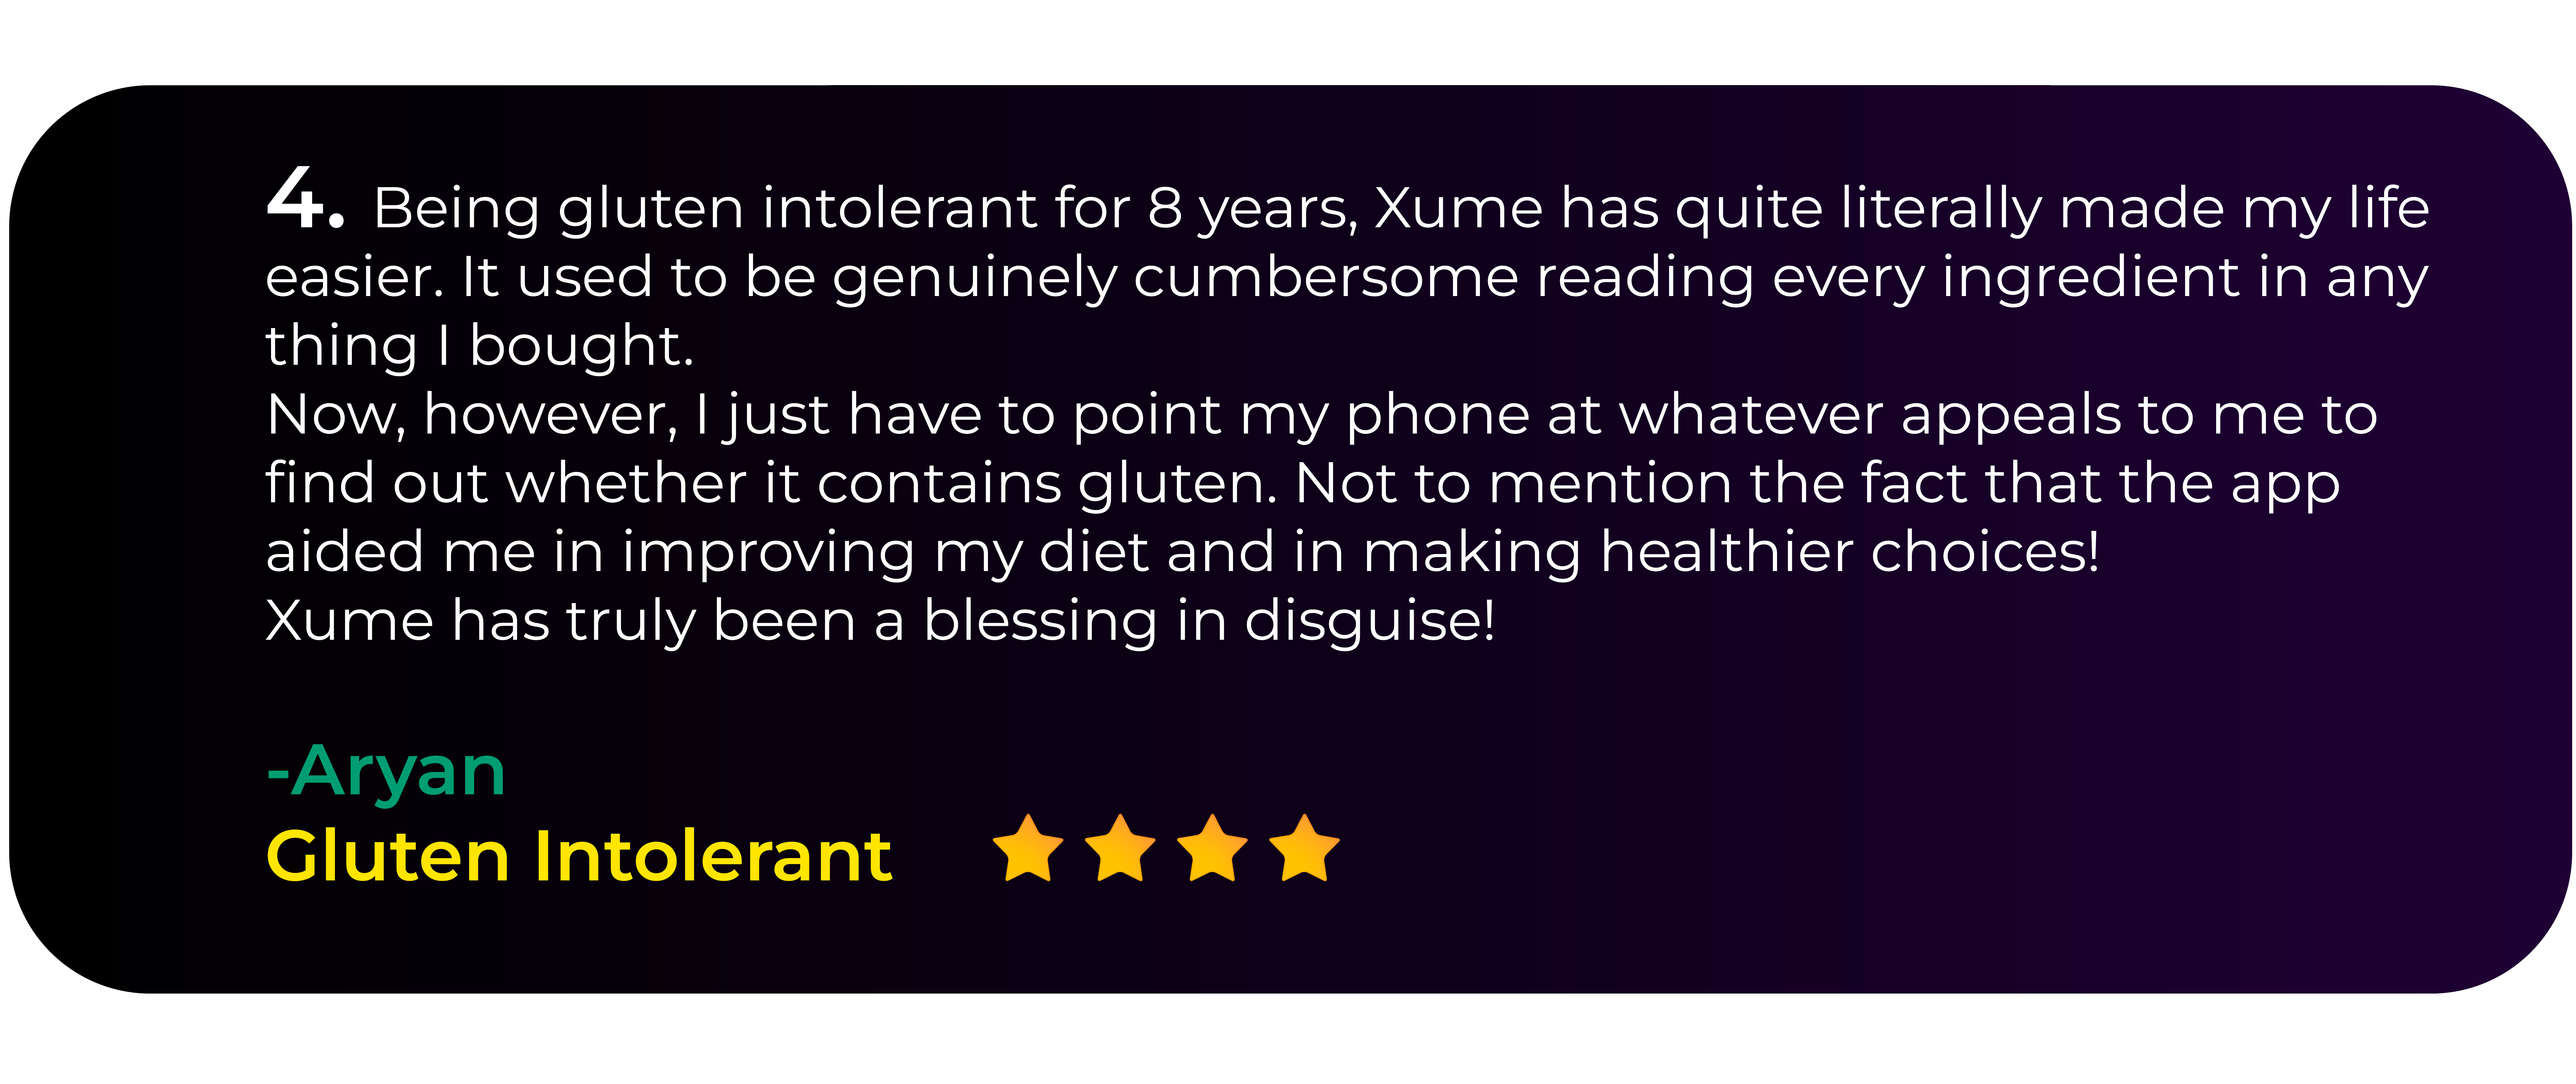 4. Being gluten intolerant for 8 years, Xume has quite literally made my life
easier. It used to be genuinely cumbersome reading every ingredient in any
thing I bought.
Now, however, I just have to point my phone at whatever appeals to me to
find out whether it contains gluten. Not to mention the fact that the app
aided me in improving my diet and in making healthier choices!
Xume has truly been a blessing in disguise!
-Aryan
Gluten Intolerant